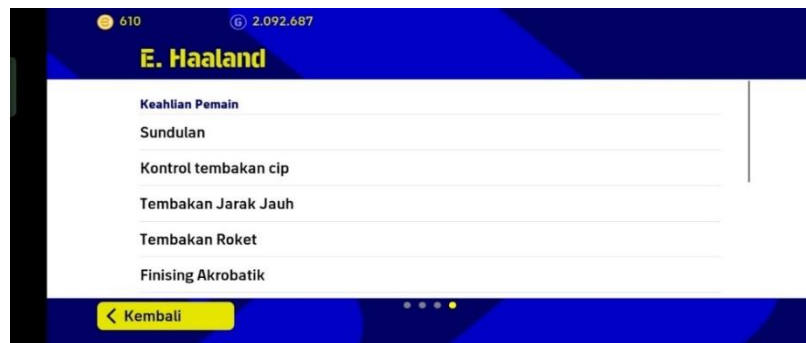 610 2.092.687
E. Haaland
Keahlian Pemain
Sundulan
Kontrol tembakan cip
Tembakan Jarak Jauh
Tembakan Roket
Finising Akrobatik
Kembali